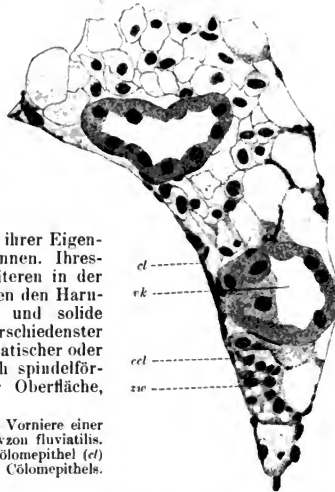 ihrer Eigen-
nnen. Ihres-
iteren in der
en den Harn-
und solide
rschiedenster
atischer oder
h spindelför-
Oberfläche,
cl
vk
ccl
zw
Vorniere einer
yzon fluviatilis.
ölomepithel (cl)
Cölomepithels.